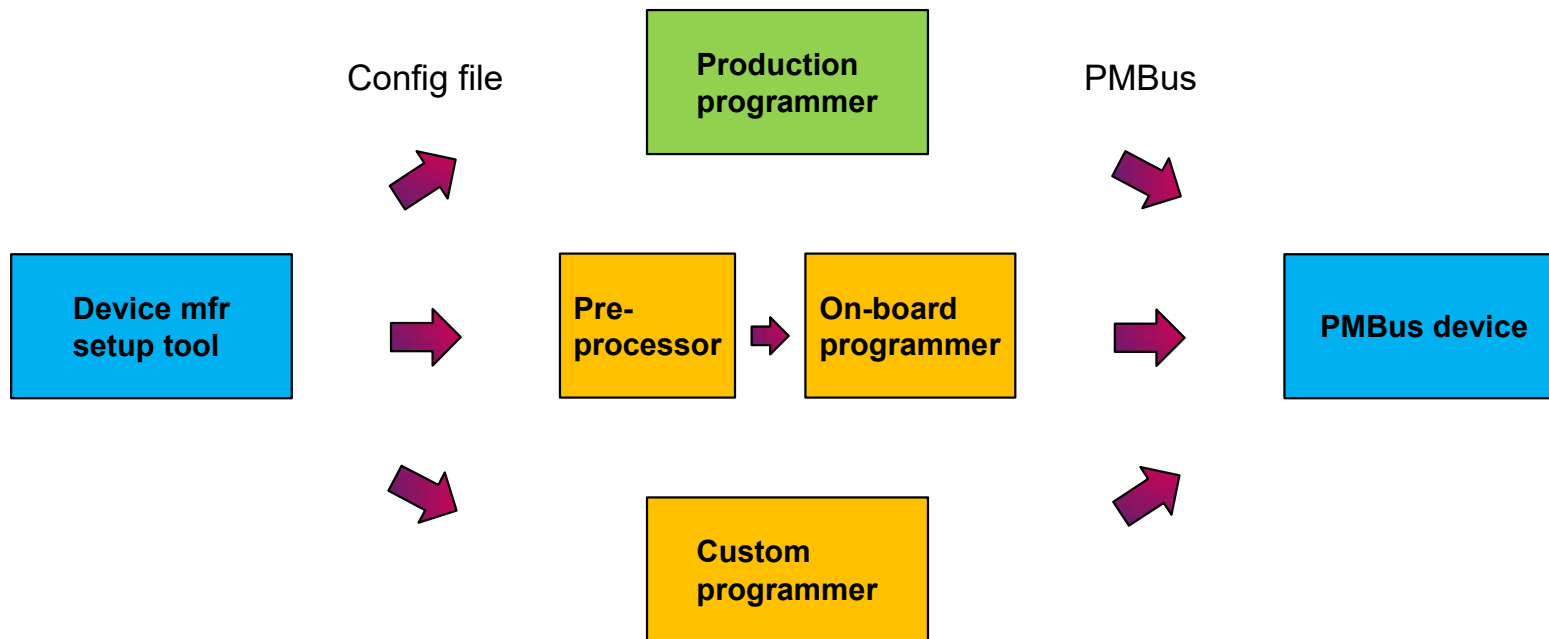 Config file
Production
programmer
PMBus
Device mfr
setup tool
Pre-
processor
On-board
programmer
PMBus device
Custom
programmer